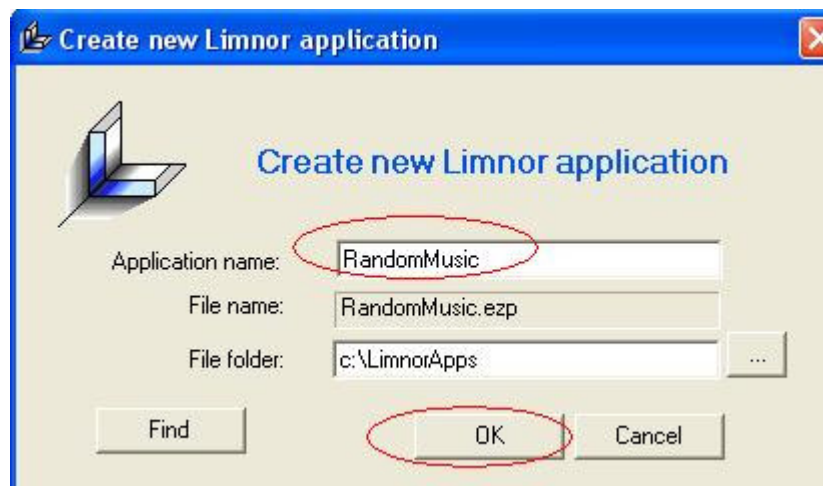 Create new Limnor application
Create new Limnor application
Application name: RandomMusic
File name: RandomMusic.ezp
File folder: c:\LimnorApps ...
Find OK Cancel